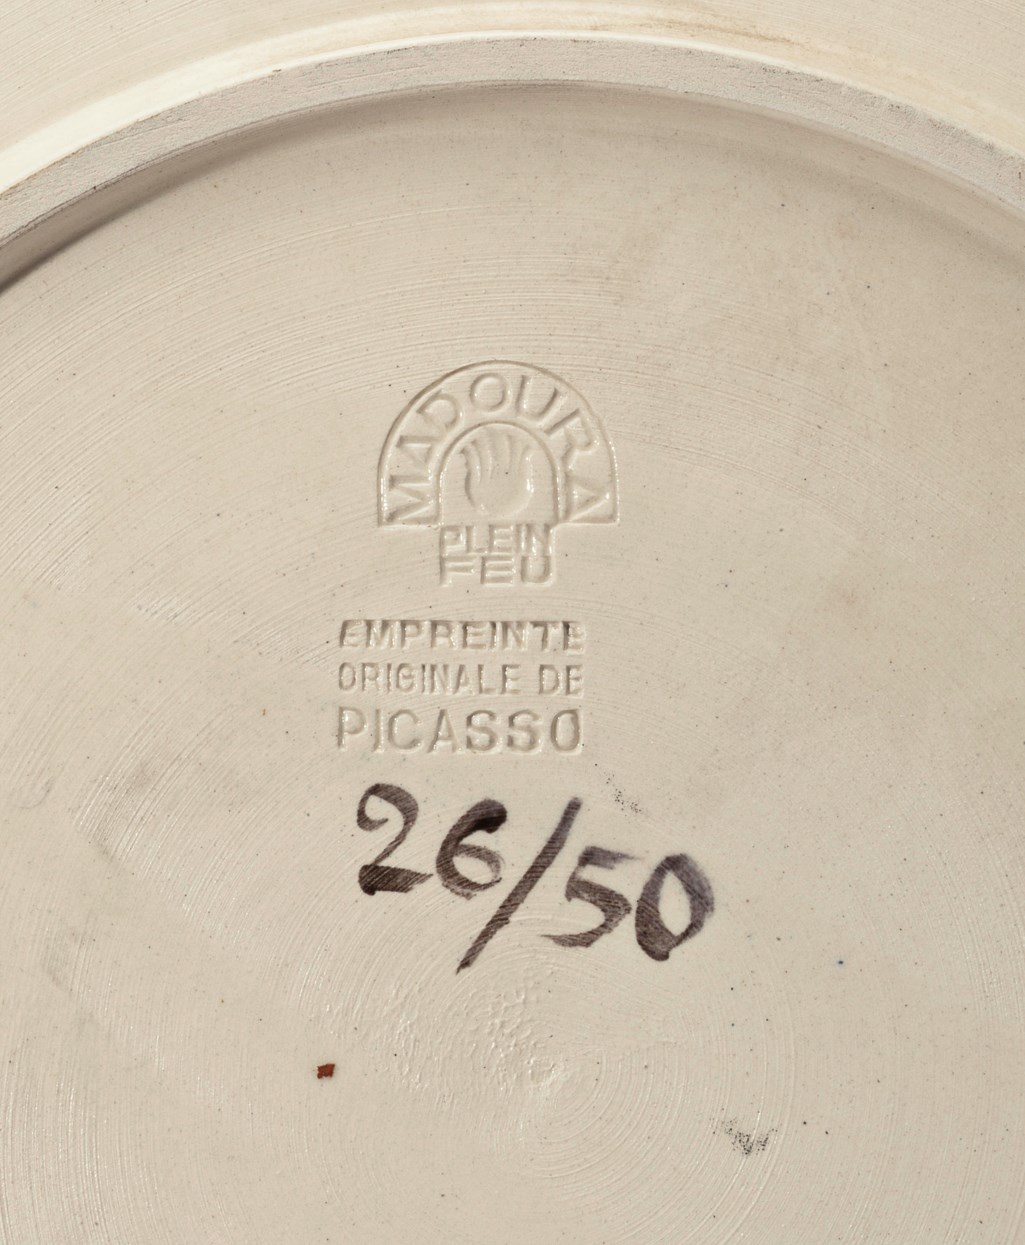 MADOURA
PLEIN
FEU
EMPREINTE
ORIGINALE DE
PICASSO
26/50